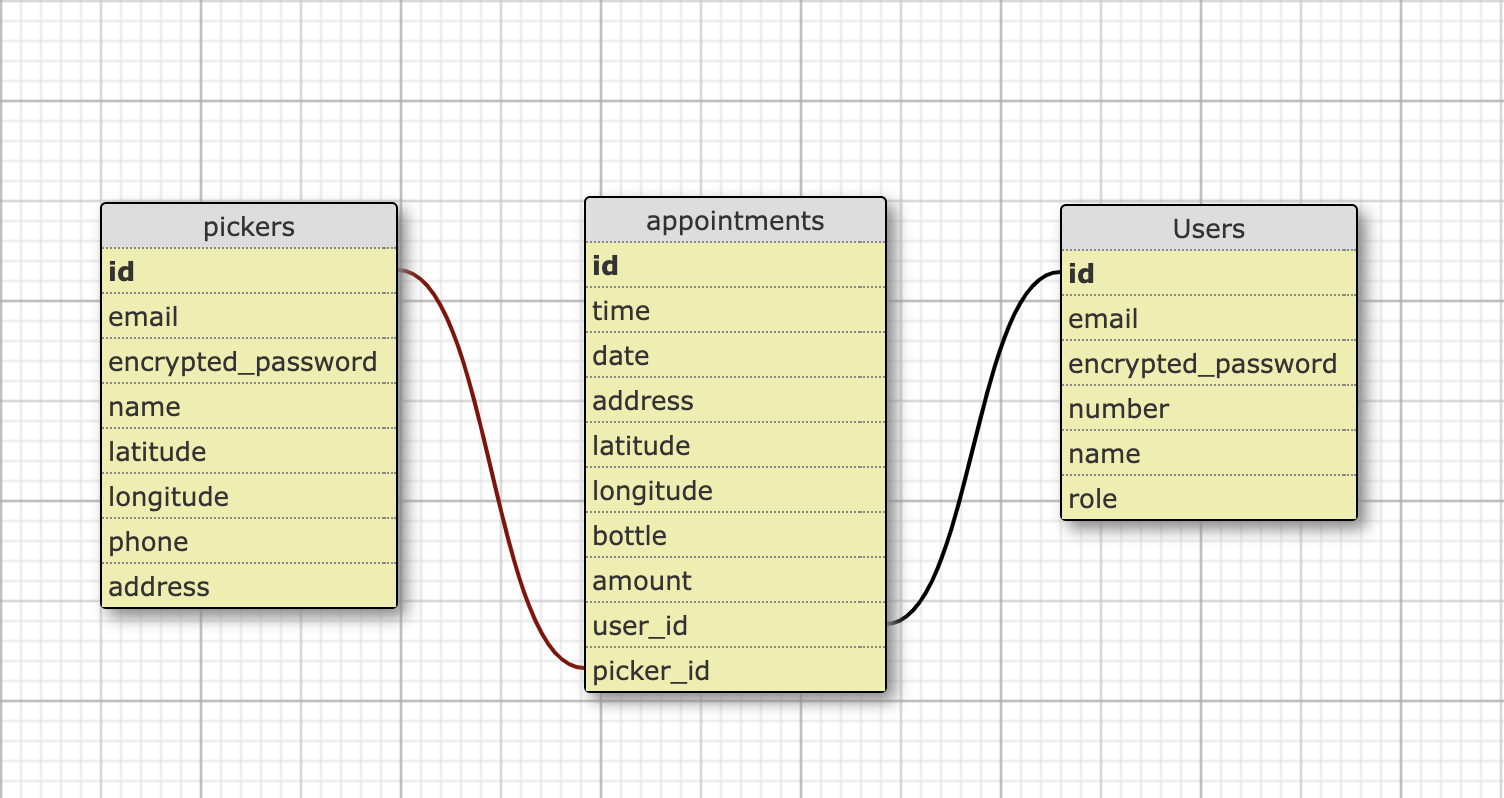 pickers
id
email
encrypted_password
name
latitude
longitude
phone
address
appointments
id
time
date
address
latitude
longitude
bottle
amount
user_id
picker_id
Users
id
email
encrypted_password
number
name
role